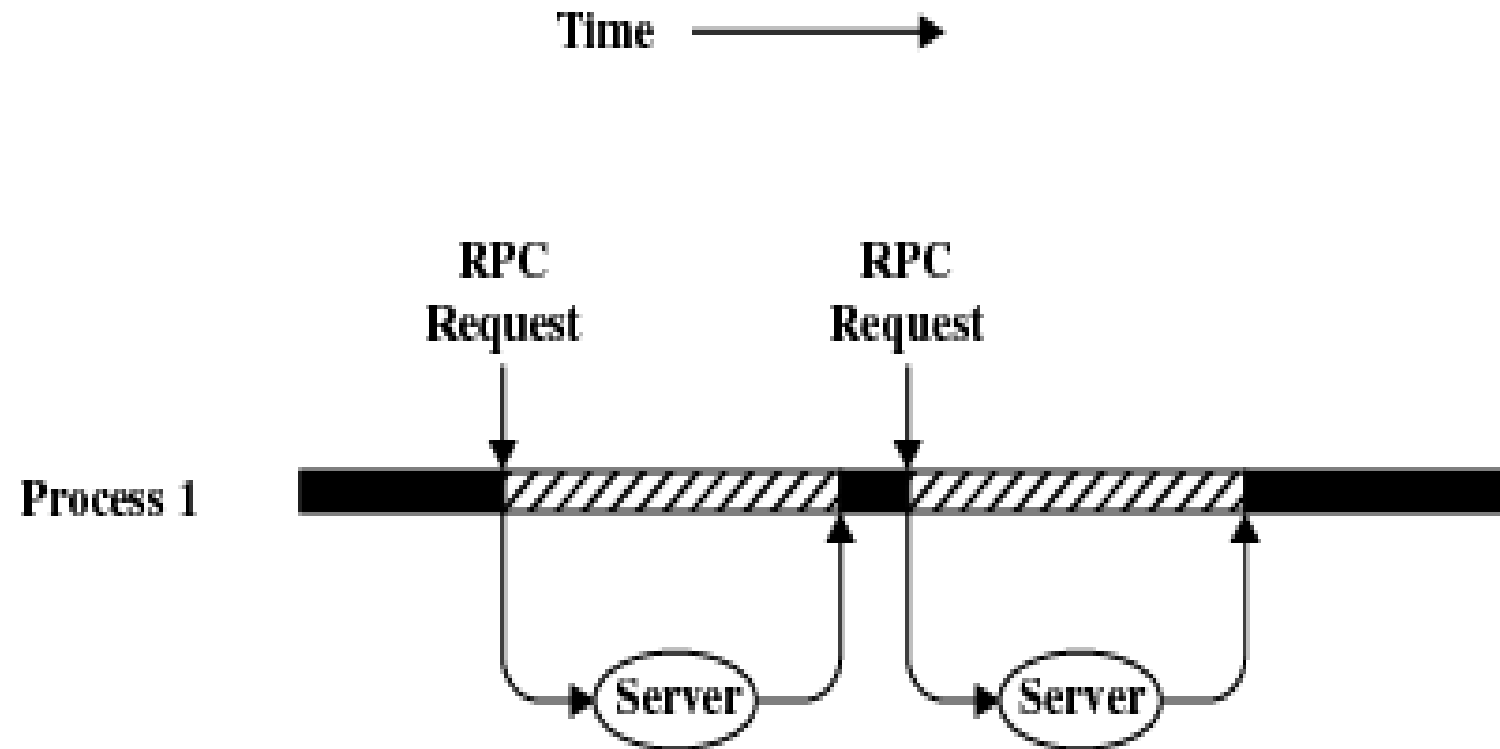 Time
RPC
Request
RPC
Request
Process 1
Server
Server